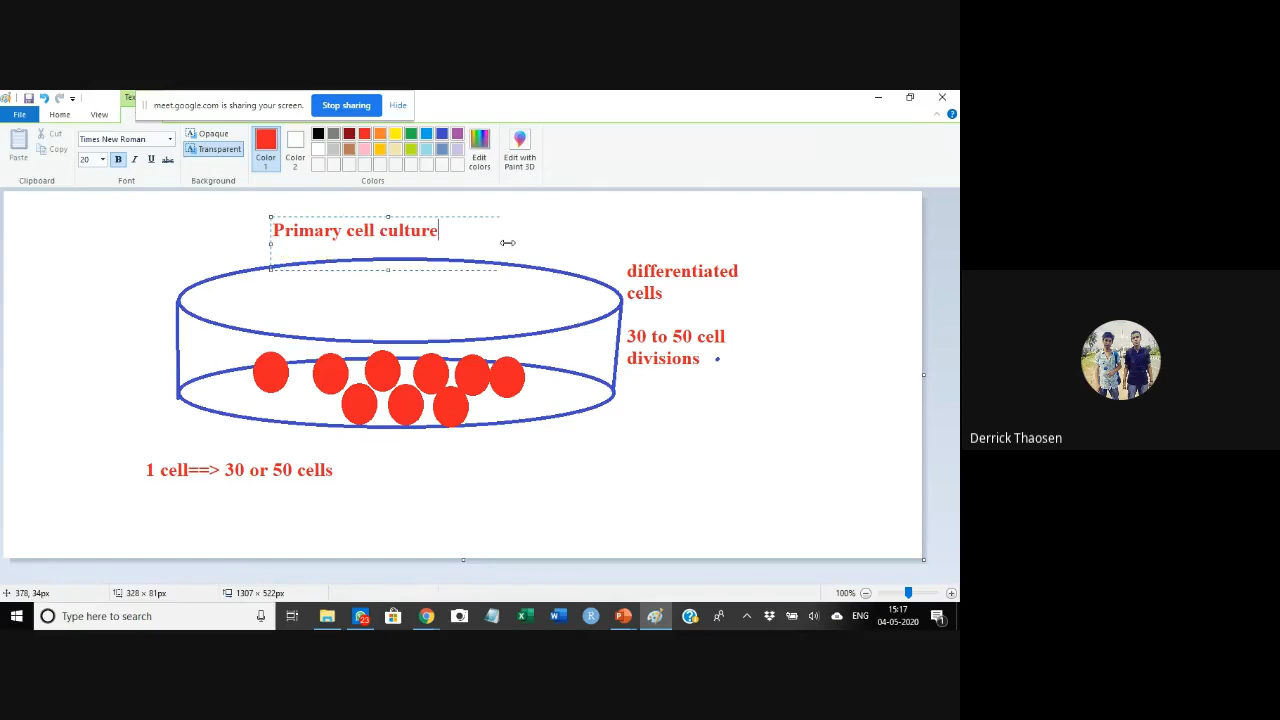 Tex
meet.google.com is sharing your screen.
Stop sharing
Hide
File
Home
View
Paste
Cut
Copy
Clipboard
Times New Roman
20
B
I
U
abc
Font
Opaque
Transparent
Background
Color
1
Color
2
Edit
colors
Edit with
Paint 3D
Colors
Primary cell culture
differentiated
cells
30 to 50 cell
divisions
1 cell==> 30 or 50 cells
Derrick Thaosen
378, 34px
328 × 81px
1307 × 522px
100%
Type here to search
23
ENG
15:17
04-05-2020
1